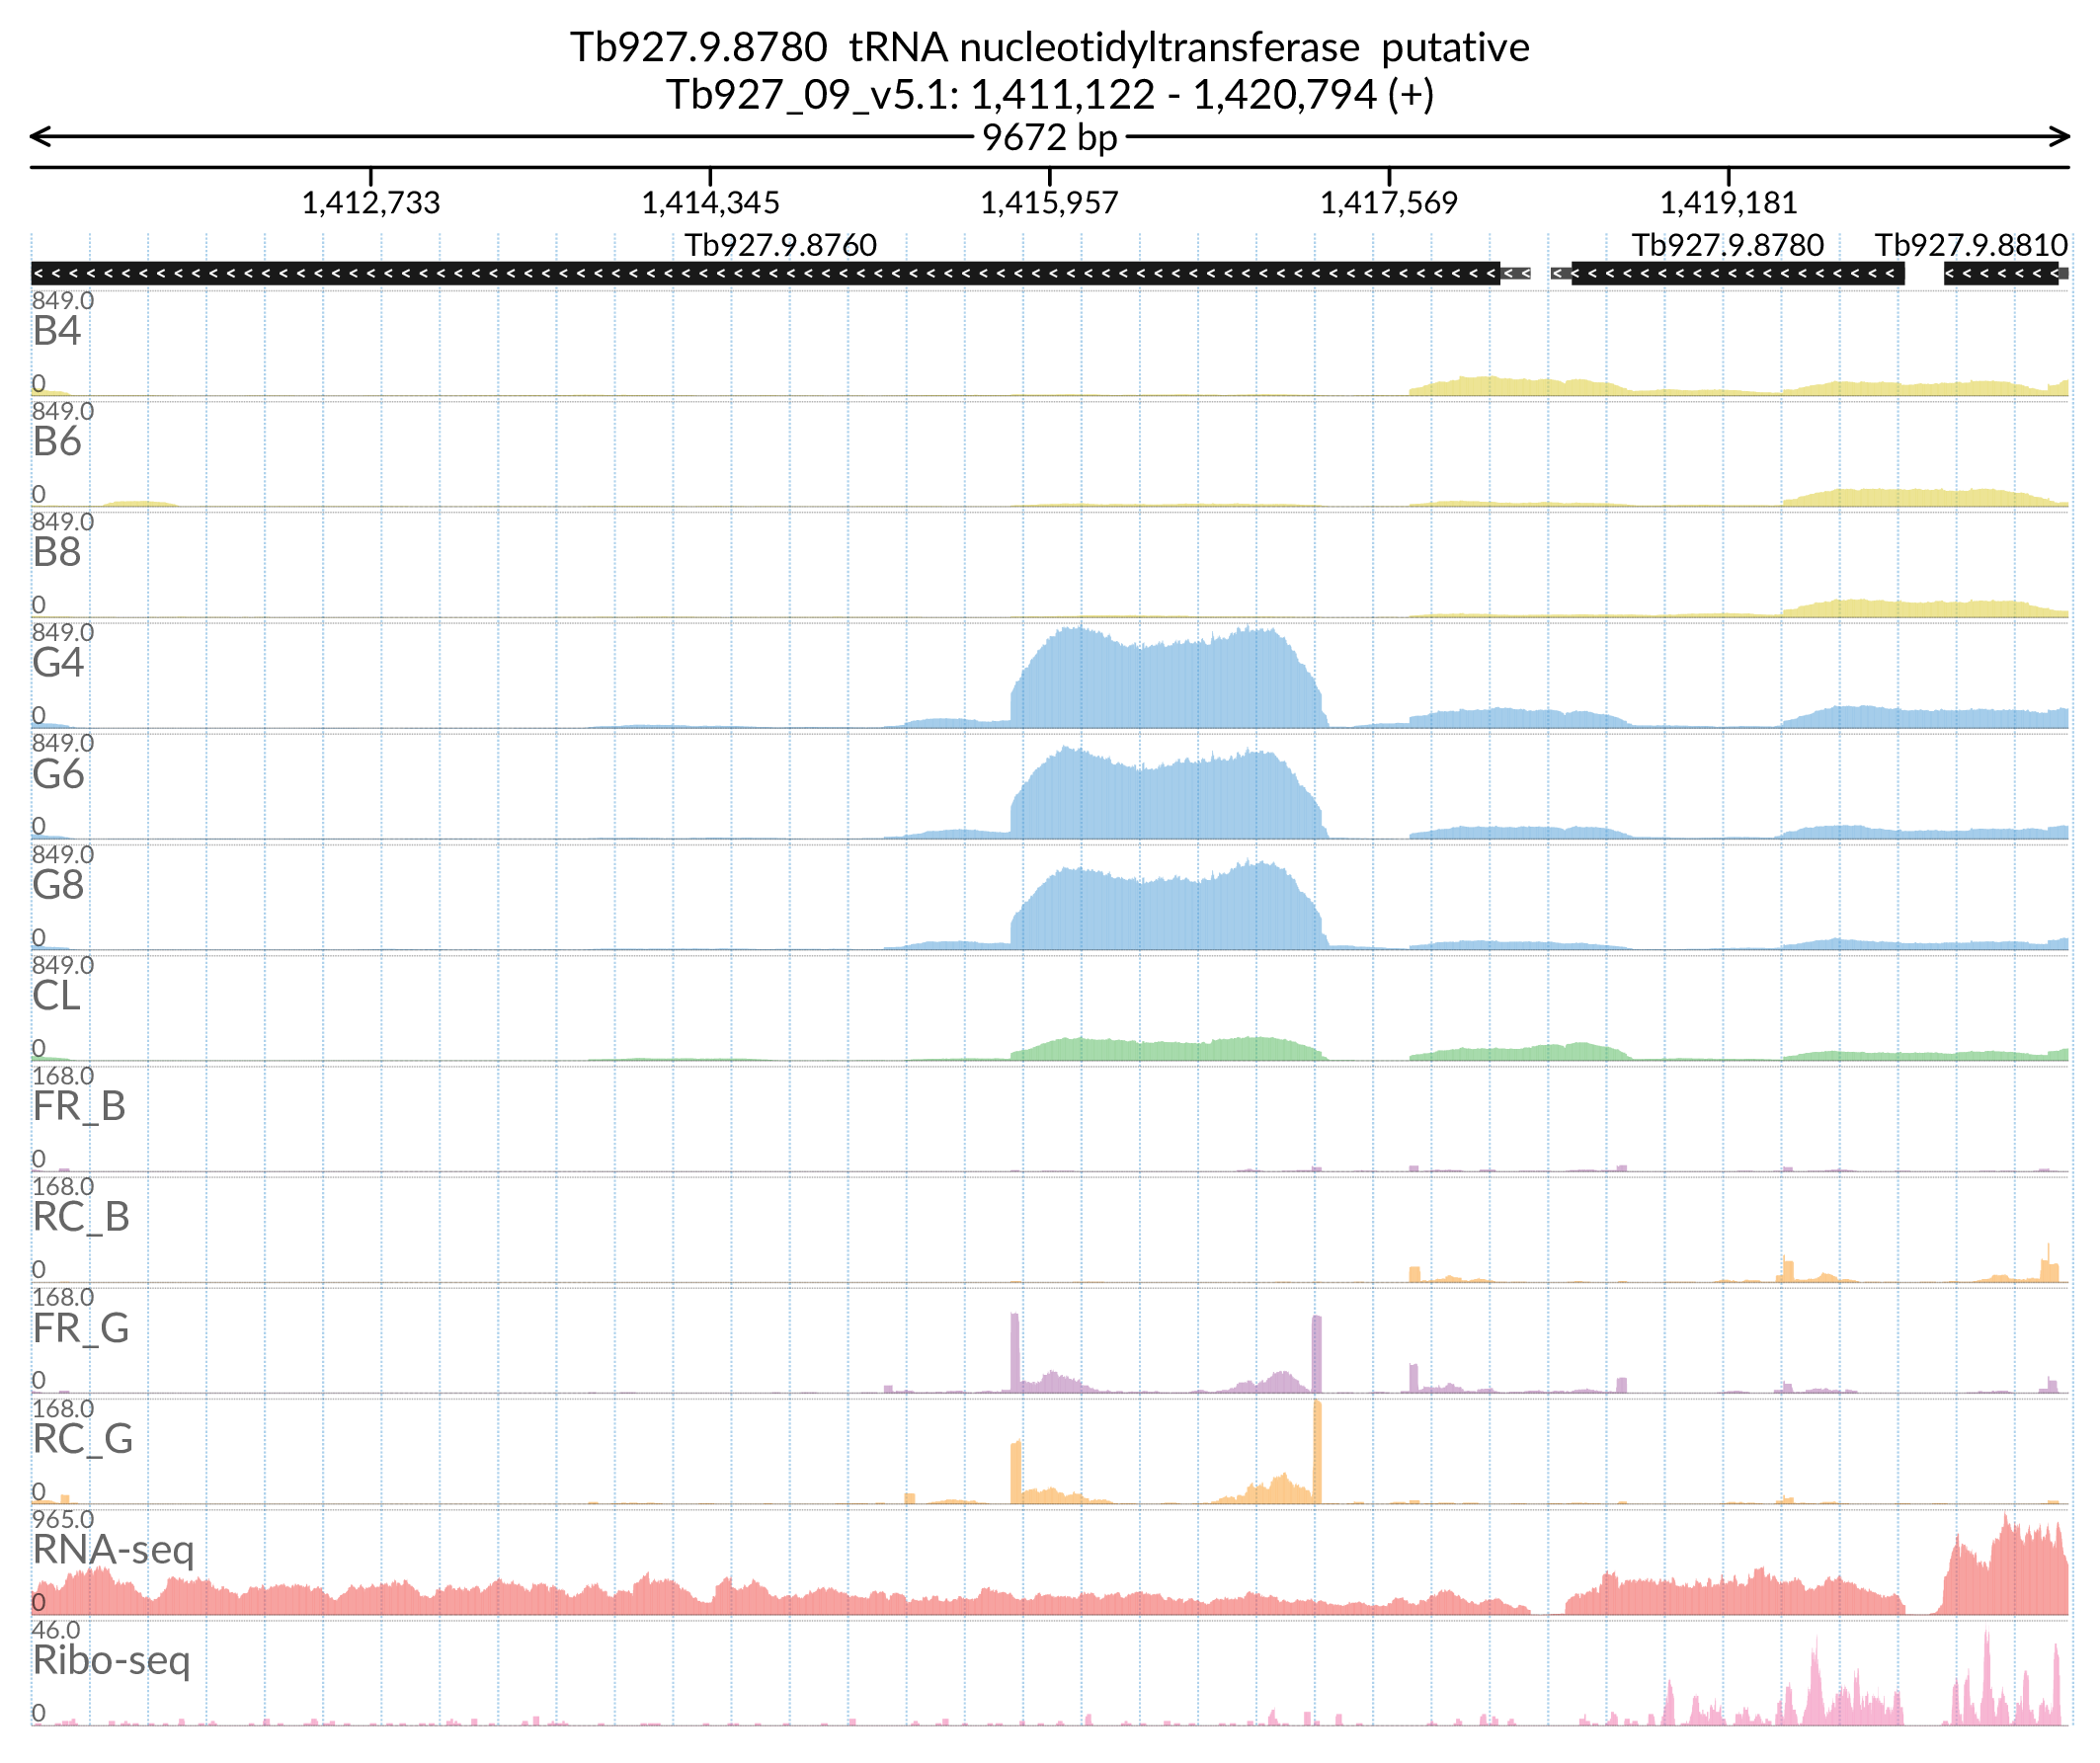 Tb927.9.8780  tRNA nucleotidyltransferase  putative
Tb927_09_v5.1: 1,411,122 - 1,420,794 (+)
9672 bp
1,412,733 1,414,345 1,415,957 1,417,569 1,419,181
Tb927.9.8760 Tb927.9.8780 Tb927.9.8810
849.0
B4
0
849.0
B6
0
849.0
B8
0
849.0
G4
0
849.0
G6
0
849.0
G8
0
849.0
CL
0
168.0
FR_B
0
168.0
RC_B
0
168.0
FR_G
0
168.0
RC_G
0
965.0
RNA-seq
0
46.0
Ribo-seq
0